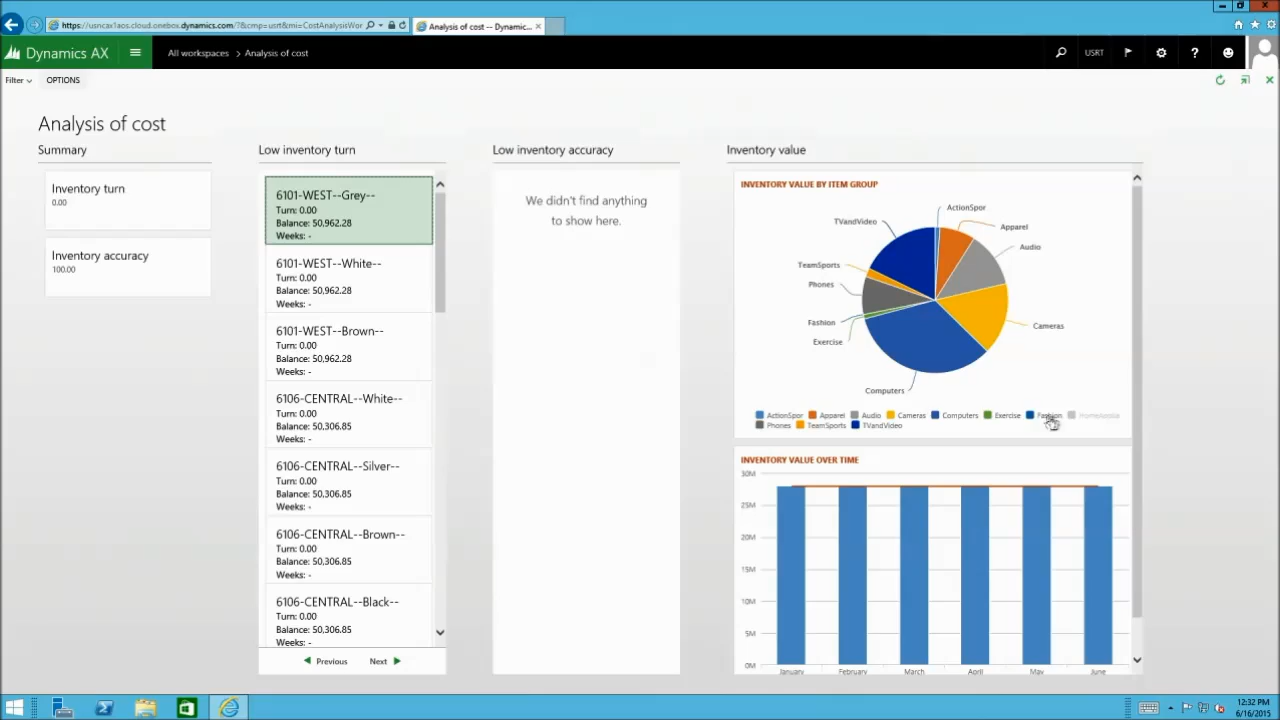 https://usncax1aos.cloud.onebox.dynamics.com/?&cmp=usrt&mi=CostAnalysisWor
Analysis of cost -- Dynamic...
Dynamics AX
All workspaces > Analysis of cost
USRT
Filter
OPTIONS
Analysis of cost
Summary
Inventory turn
0.00
Inventory accuracy
100.00
Low inventory turn
6101-WEST--Grey--
Turn: 0.00
Balance: 50,962.28
Weeks: -
6101-WEST--White--
Turn: 0.00
Balance: 50,962.28
Weeks: -
6101-WEST--Brown--
Turn: 0.00
Balance: 50,962.28
Weeks: -
6106-CENTRAL--White--
Turn: 0.00
Balance: 50,306.85
Weeks: -
6106-CENTRAL--Silver--
Turn: 0.00
Balance: 50,306.85
Weeks: -
6106-CENTRAL--Brown--
Turn: 0.00
Balance: 50,306.85
Weeks: -
6106-CENTRAL--Black--
Turn: 0.00
Balance: 50,306.85
Weeks: -
Previous
Next
Low inventory accuracy
We didn't find anything
to show here.
Inventory value
INVENTORY VALUE BY ITEM GROUP
ActionSpor
TVandVideo
Apparel
Audio
TeamSports
Phones
Fashion
Cameras
Exercise
Computers
ActionSpor Apparel Audio Cameras Computers Exercise Fashion
Phones TeamSports TVandVideo
INVENTORY VALUE OVER TIME
30M
25M
20M
15M
10M
5M
0M
January February March April May June
12:32 PM
6/16/2015